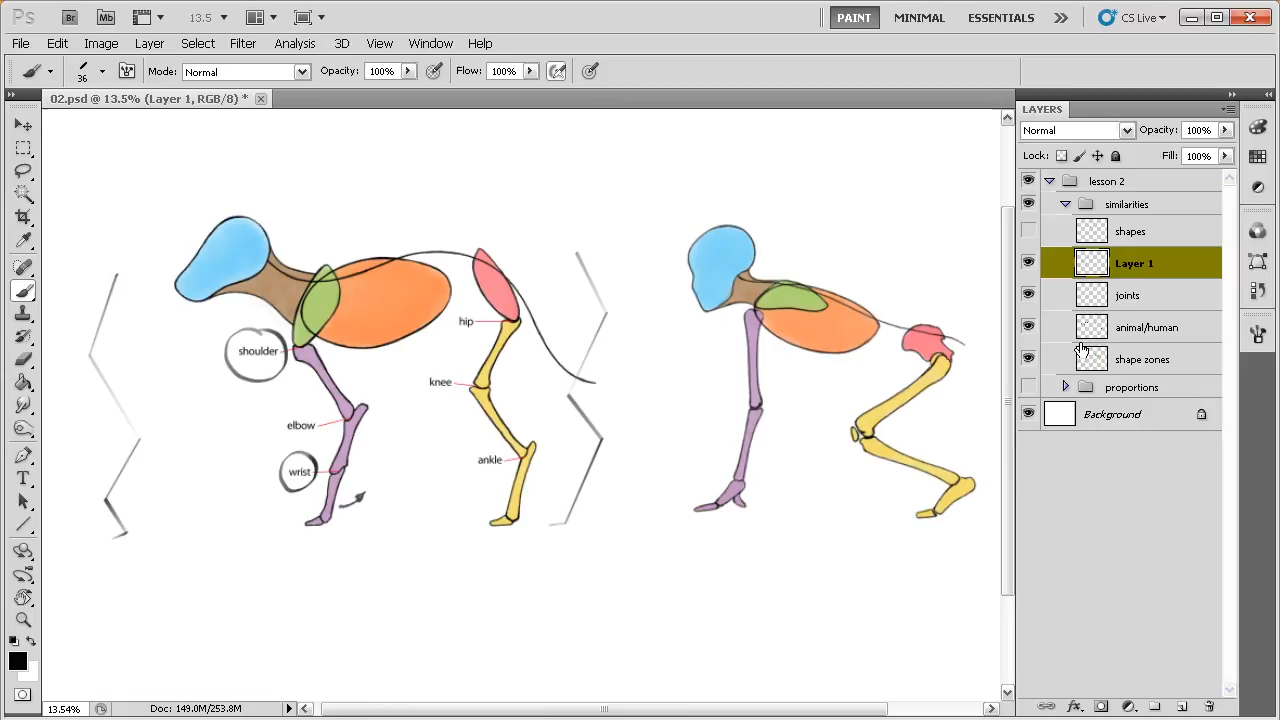 Ps Br Mb 13.5 PAINT MINIMAL ESSENTIALS CS Live
File Edit Image Layer Select Filter Analysis 3D View Window Help
36 Mode: Normal Opacity: 100% Flow: 100%
02.psd @ 13.5% (Layer 1, RGB/8) *
LAYERS
Normal Opacity: 100%
Lock: Fill: 100%
lesson 2
similarities
shapes
Layer 1
joints
animal/human
shape zones
proportions
Background
hip
shoulder
knee
elbow
ankle
wrist
T
13.54% Doc: 149.0M/253.8M
fx